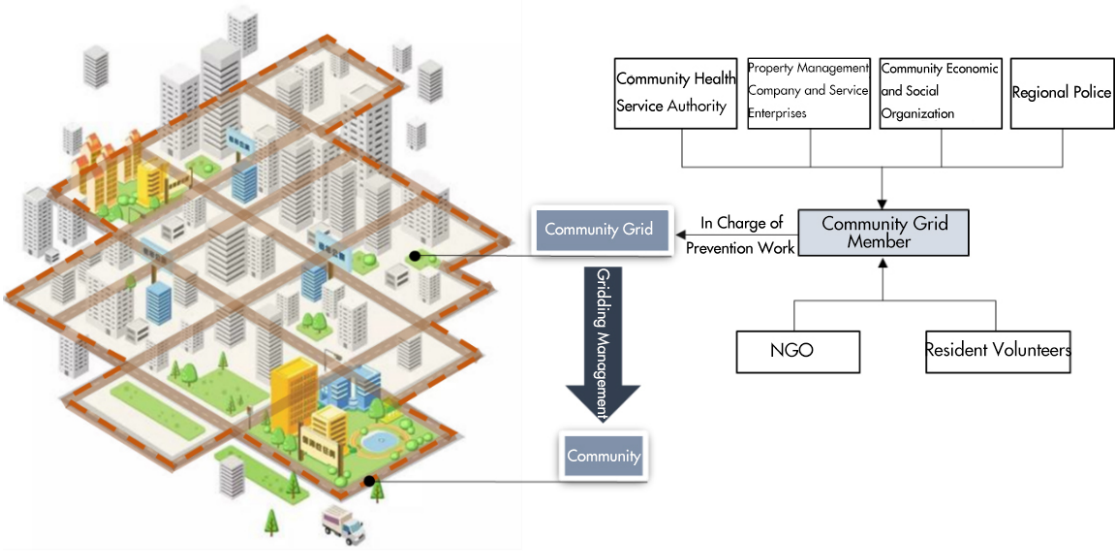 Community Health
Service Authority
Property Management
Company and Service
Enterprises
Community Economic
and Social
Organization
Regional Police
Community Grid
In Charge of
Prevention Work
Community Grid
Member
Gridding Management
NGO
Resident Volunteers
Community